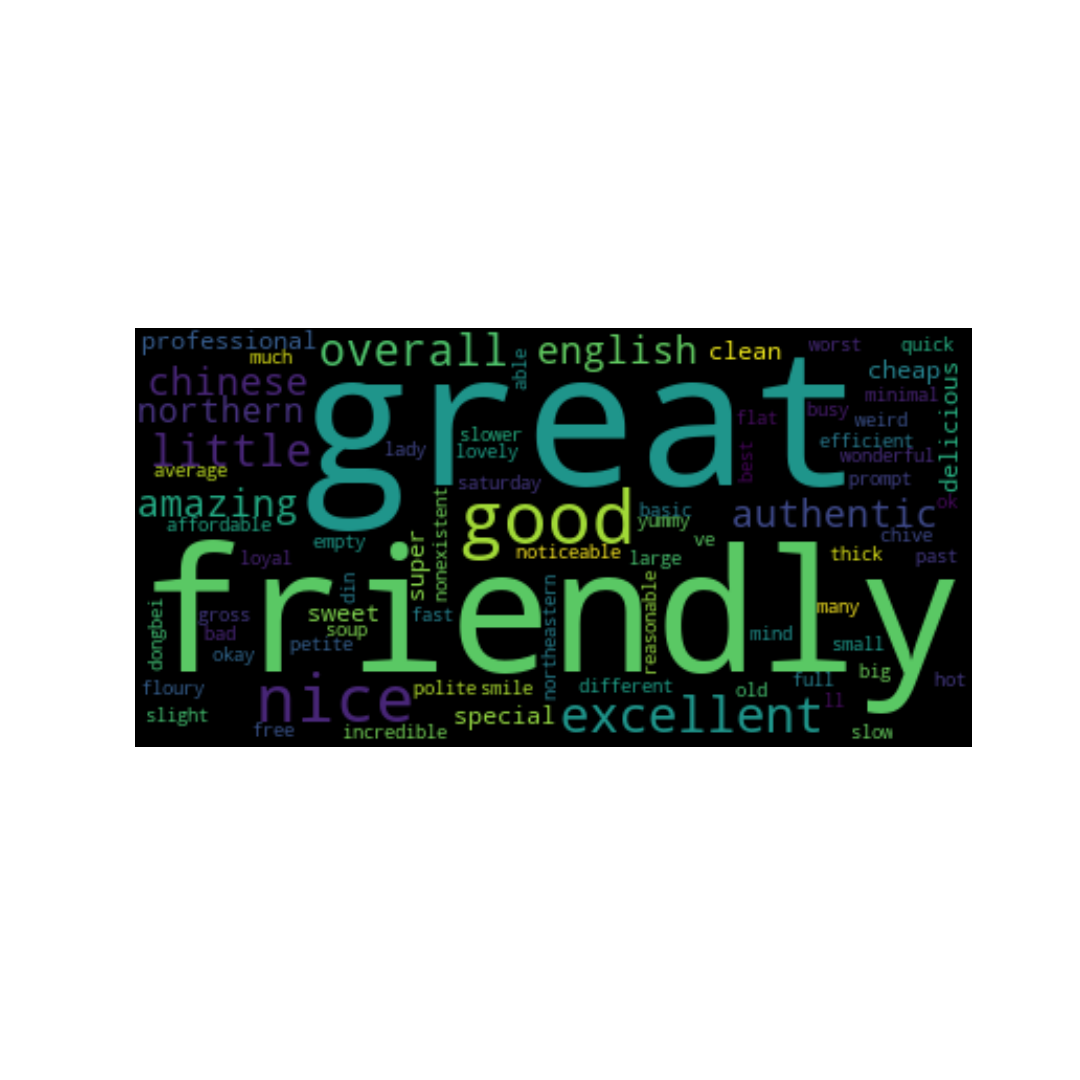 professional
much
overall
able
english
clean
worst
quick
chinese
great
cheap
delicious
northern
minimal
little
lady
slower
lovely
flat
busy
weird
efficient
wonderful
best
average
saturday
prompt
amazing
affordable
nonexistent
good
basic
yummy
authentic
ok
chive
empty
super
noticeable
ve
large
thick
past
loyal
friendly
din
fast
northeastern
reasonable
many
dongbei
gross
sweet
bad
soup
okay
petite
mind
small
floury
nice
polite
smile
different
full
big
hot
slight
special
excellent
old
ll
free
incredible
slow